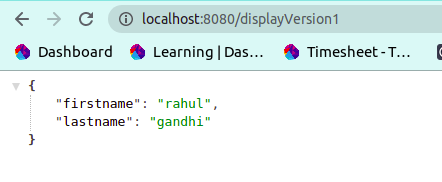 localhost:8080/displayVersion1
Dashboard Learning | Das... Timesheet - T...
{
"firstname": "rahul",
"lastname": "gandhi"
}